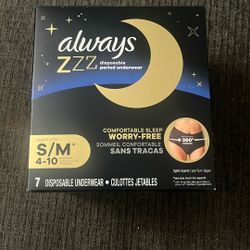 always
ZZZ
disposable
period underwear
COMFORTABLE SLEEP
WORRY-FREE
SOMMEIL CONFORTABLE
SANS TRACAS
360°
S/M+
4-10
7 DISPOSABLE UNDERWEAR • CULOTTES JETABLES